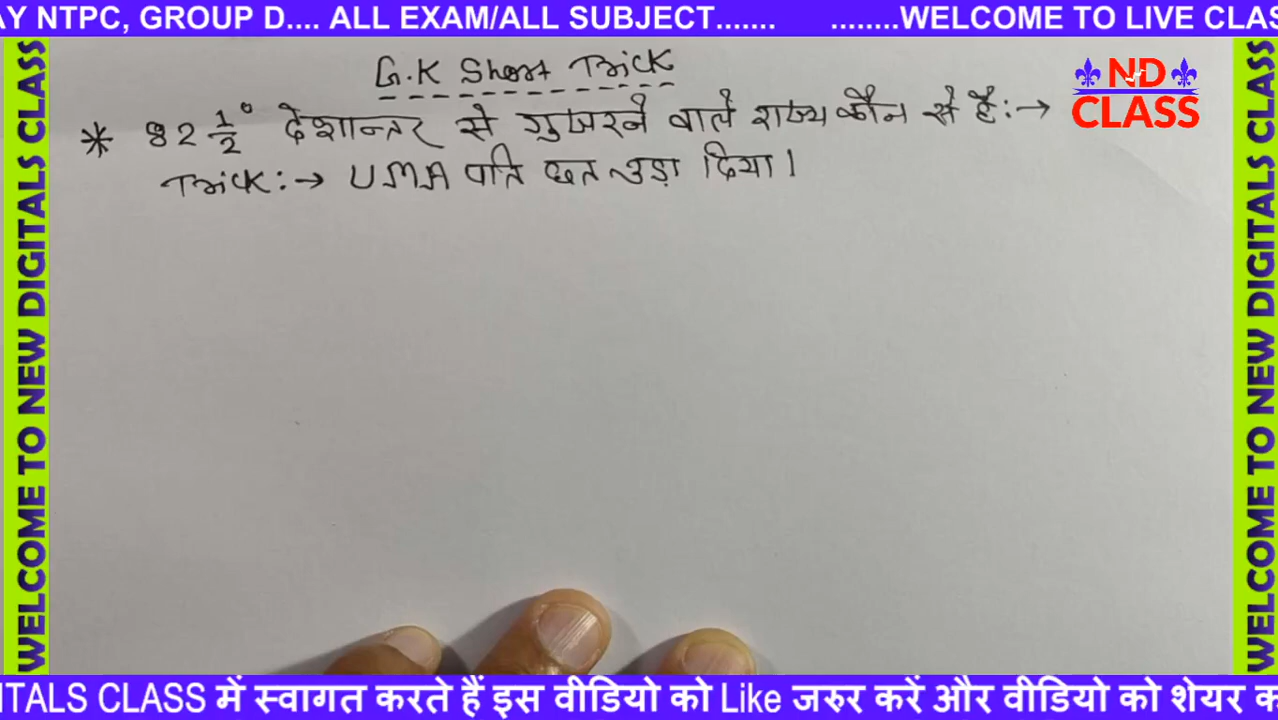 AY NTPC, GROUP D.... ALL EXAM/ALL SUBJECT....... ........WELCOME TO LIVE CLAS
G.K Short Trick
* 82 1/2° देशान्तर से गुजरने वाले राज्य कौन से है:→
Trick:→ UMA पति छत उड़ा दिया।
ND
CLASS
WELCOME TO NEW DIGITALS CLASS
WELCOME TO NEW DIGITALS CLASS
ITALS CLASS में स्वागत करते हैं इस वीडियो को Like जरुर करें और वीडियो को शेयर क